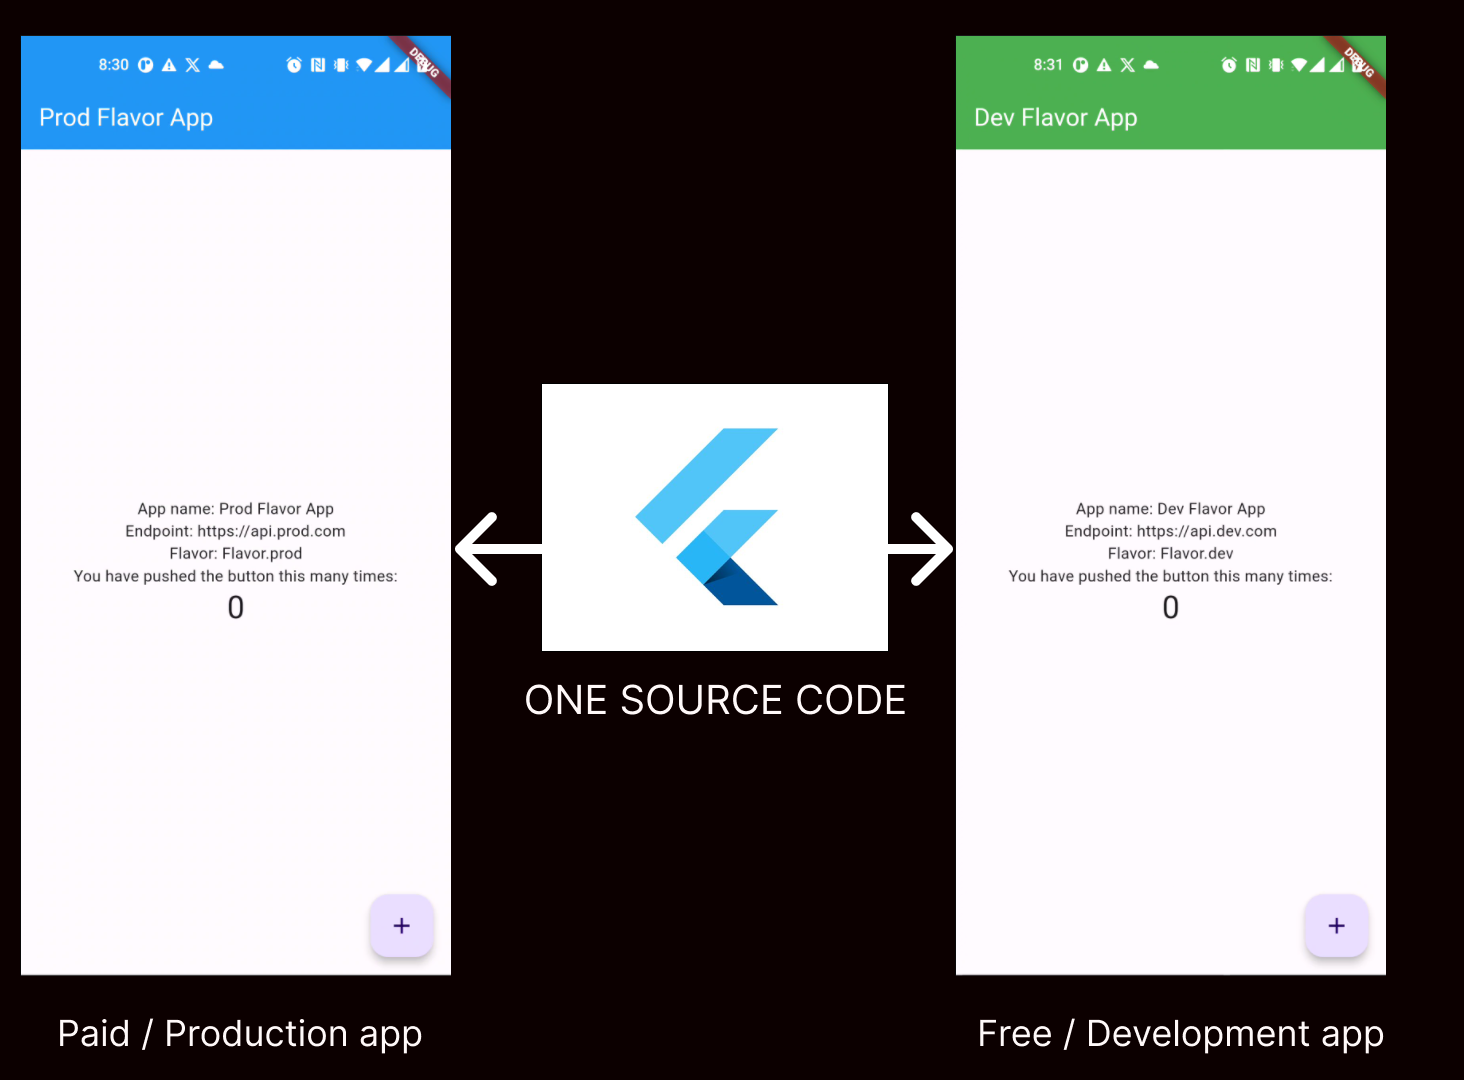 8:30
DEBUG
Prod Flavor App
App name: Prod Flavor App
Endpoint: https://api.prod.com
Flavor: Flavor.prod
You have pushed the button this many times:
0
+
Paid / Production app
ONE SOURCE CODE
8:31
DEBUG
Dev Flavor App
App name: Dev Flavor App
Endpoint: https://api.dev.com
Flavor: Flavor.dev
You have pushed the button this many times:
0
+
Free / Development app